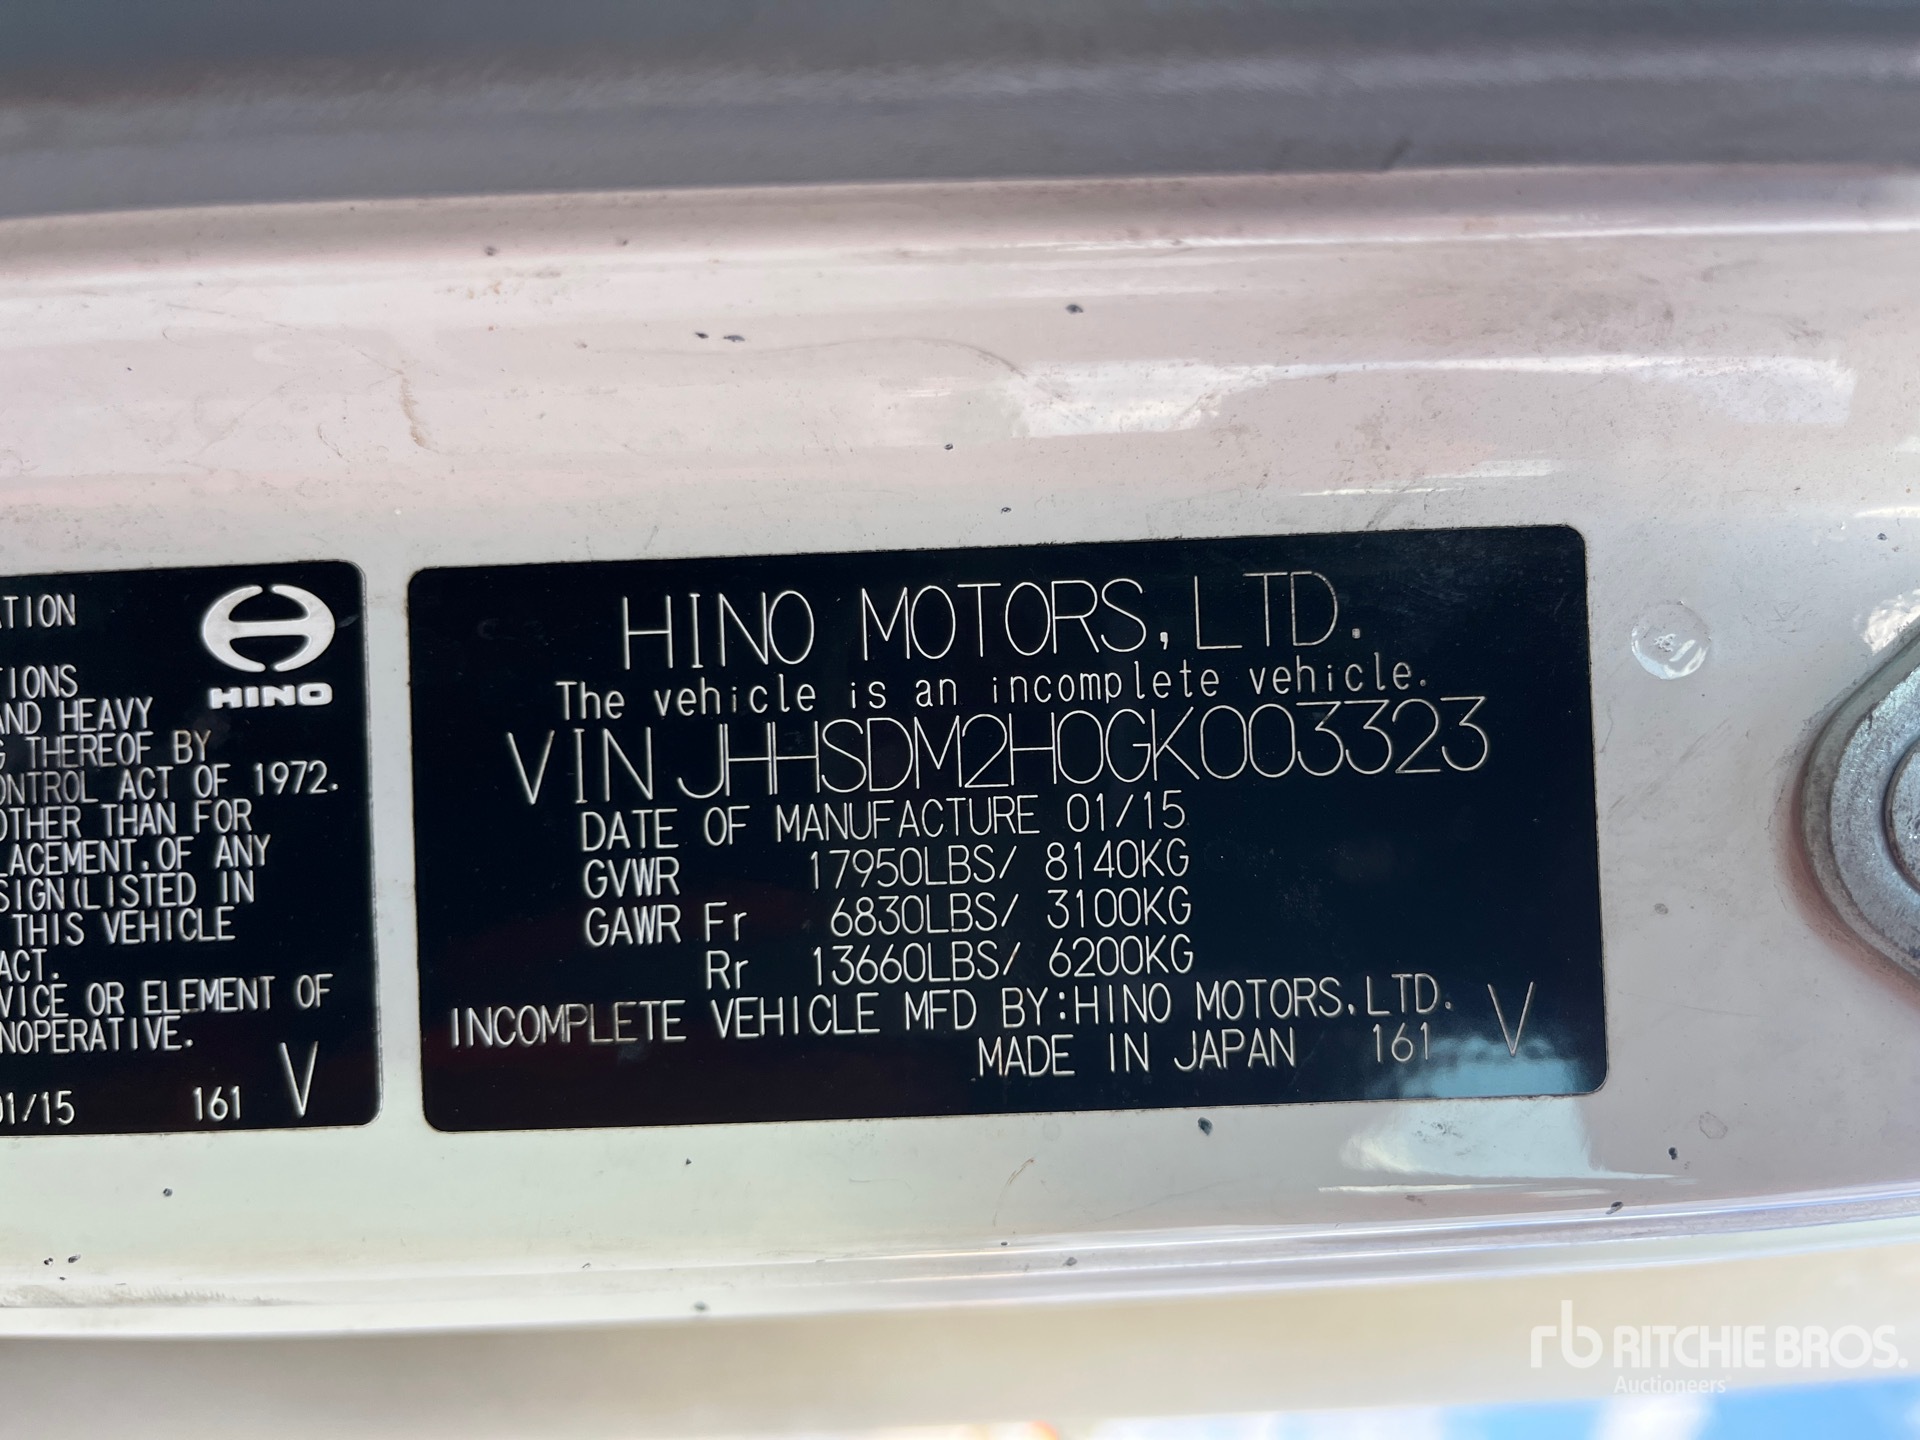 TION
HINO
TIONS
AND HEAVY
G THEREOF BY
ONTROL ACT OF 1972.
OTHER THAN FOR
LACEMENT, OF ANY
SIGN(LISTED IN
THIS VEHICLE
ACT.
VICE OR ELEMENT OF
NOPERATIVE.
01/15 161 V
HINO MOTORS, LTD.
The vehicle is an incomplete vehicle.
VIN JHHSDM2H0GK003323
DATE OF MANUFACTURE 01/15
GVWR 17950LBS/ 8140KG
GAWR Fr 6830LBS/ 3100KG
Rr 13660LBS/ 6200KG
INCOMPLETE VEHICLE MFD BY:HINO MOTORS, LTD.
MADE IN JAPAN 161 V
rb RITCHIE BROS.
Auctioneers